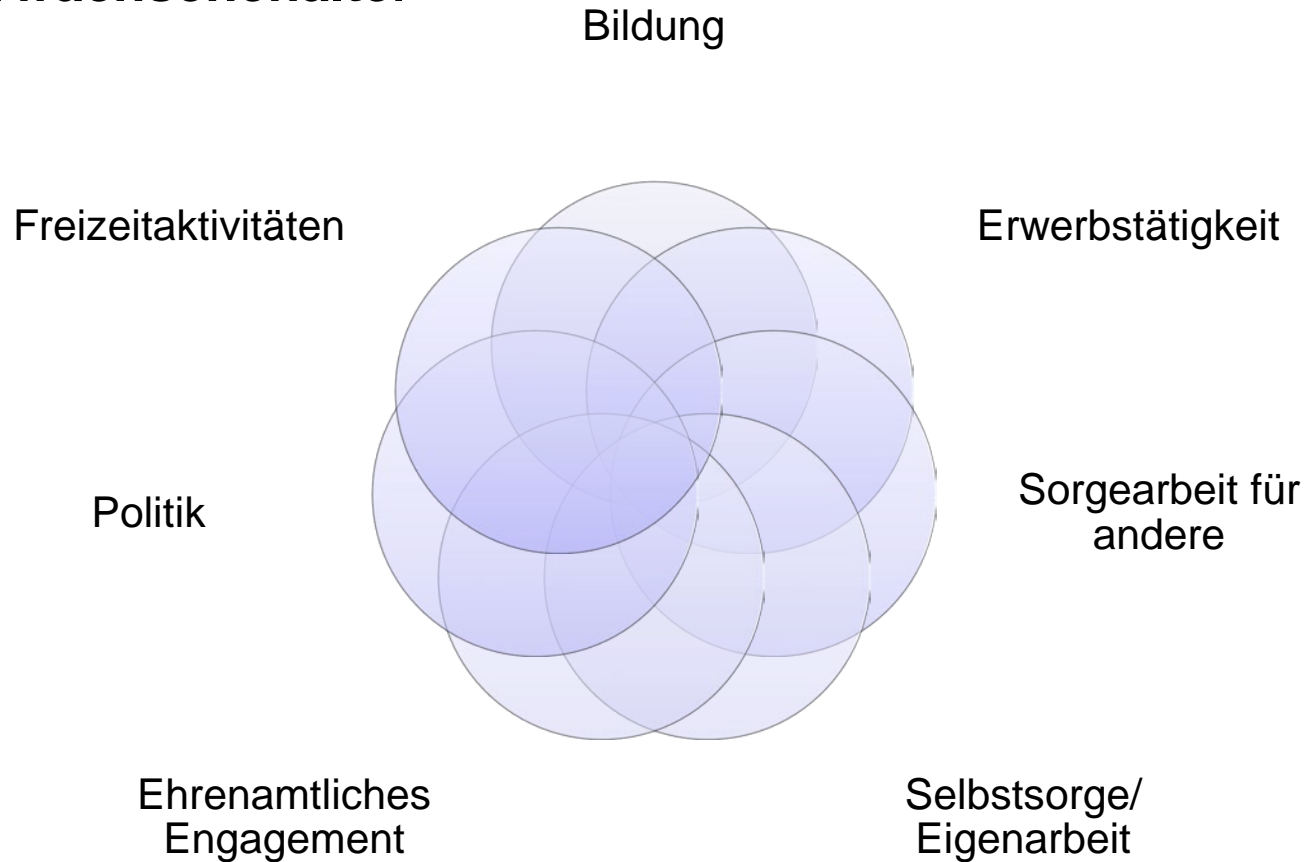 Bildung
Freizeitaktivitäten
Erwerbstätigkeit
Politik
Sorgearbeit für
andere
Ehrenamtliches
Engagement
Selbstsorge/
Eigenarbeit